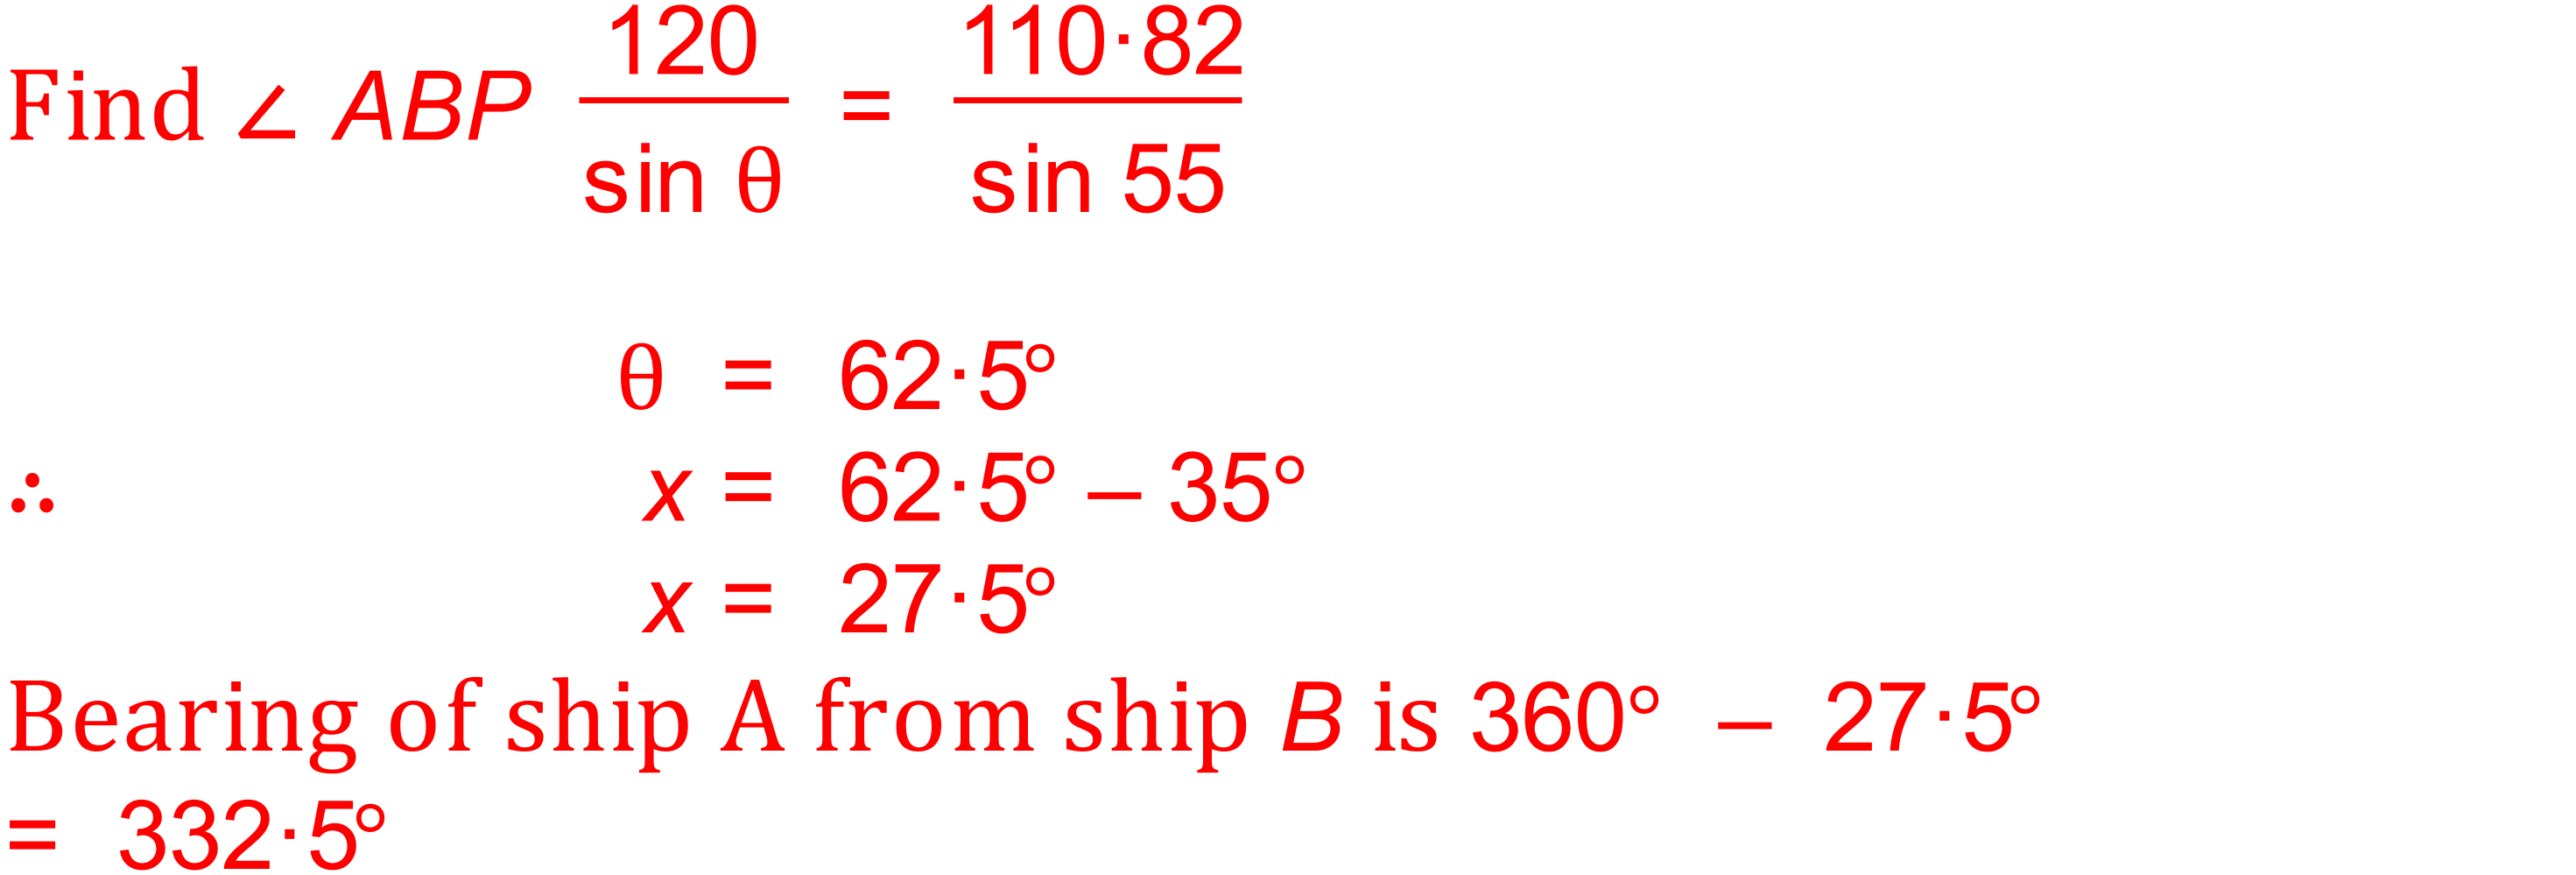 Find ∠ ABP 120/sin θ = 110·82/sin 55
θ = 62·5°
∴ x = 62·5° – 35°
x = 27·5°
Bearing of ship A from ship B is 360° – 27·5°
= 332·5°